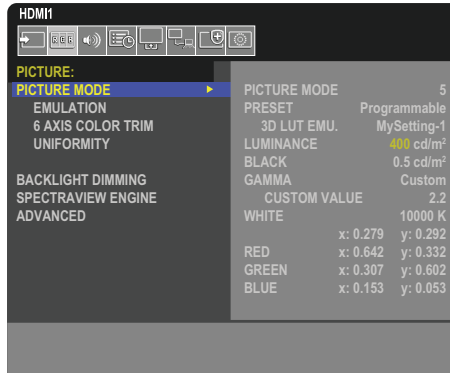 HDMI1
RGB
PICTURE:
PICTURE MODE
EMULATION
6 AXIS COLOR TRIM
UNIFORMITY
BACKLIGHT DIMMING
SPECTRAVIEW ENGINE
ADVANCED
PICTURE MODE 5
PRESET Programmable
3D LUT EMU. MySetting-1
LUMINANCE 400 cd/m²
BLACK 0.5 cd/m²
GAMMA Custom
CUSTOM VALUE 2.2
WHITE 10000 K
x: 0.279 y: 0.292
RED x: 0.642 y: 0.332
GREEN x: 0.307 y: 0.602
BLUE x: 0.153 y: 0.053